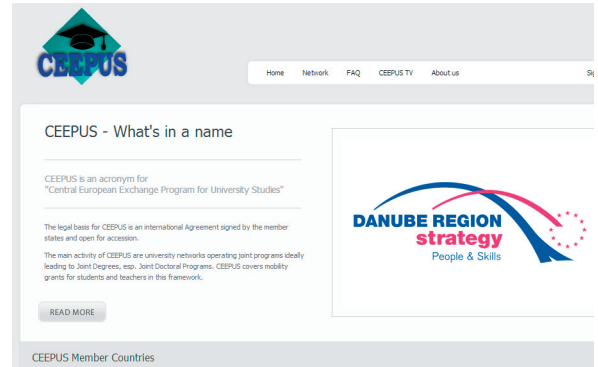 CEEPUS
Home Network FAQ CEEPUS TV About us
CEEPUS - What's in a name
CEEPUS is an acronym for
"Central European Exchange Program for University Studies"
The legal basis for CEEPUS is an international Agreement signed by the member
states and open for accession.
The main activity of CEEPUS are university networks operating joint programs ideally
leading to Joint Degrees, esp. Joint Doctoral Programs. CEEPUS covers mobility
grants for students and teachers in this framework.
READ MORE
DANUBE REGION
strategy
People & Skills
CEEPUS Member Countries